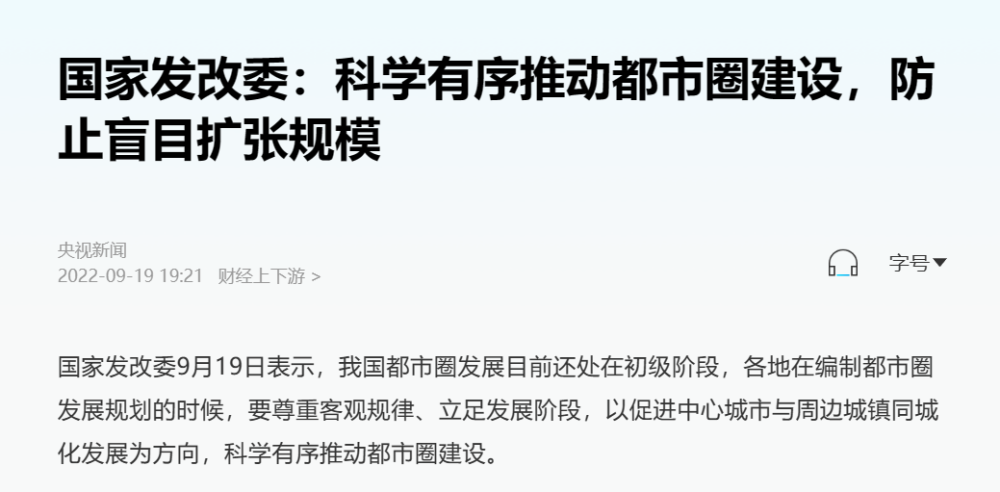 国家发改委：科学有序推动都市圈建设，防
止盲目扩张规模
央视新闻
2022-09-19 19:21 财经上下游 >
字号
国家发改委9月19日表示，我国都市圈发展目前还处在初级阶段，各地在编制都市圈
发展规划的时候，要尊重客观规律、立足发展阶段，以促进中心城市与周边城镇同城
化发展为方向，科学有序推动都市圈建设。